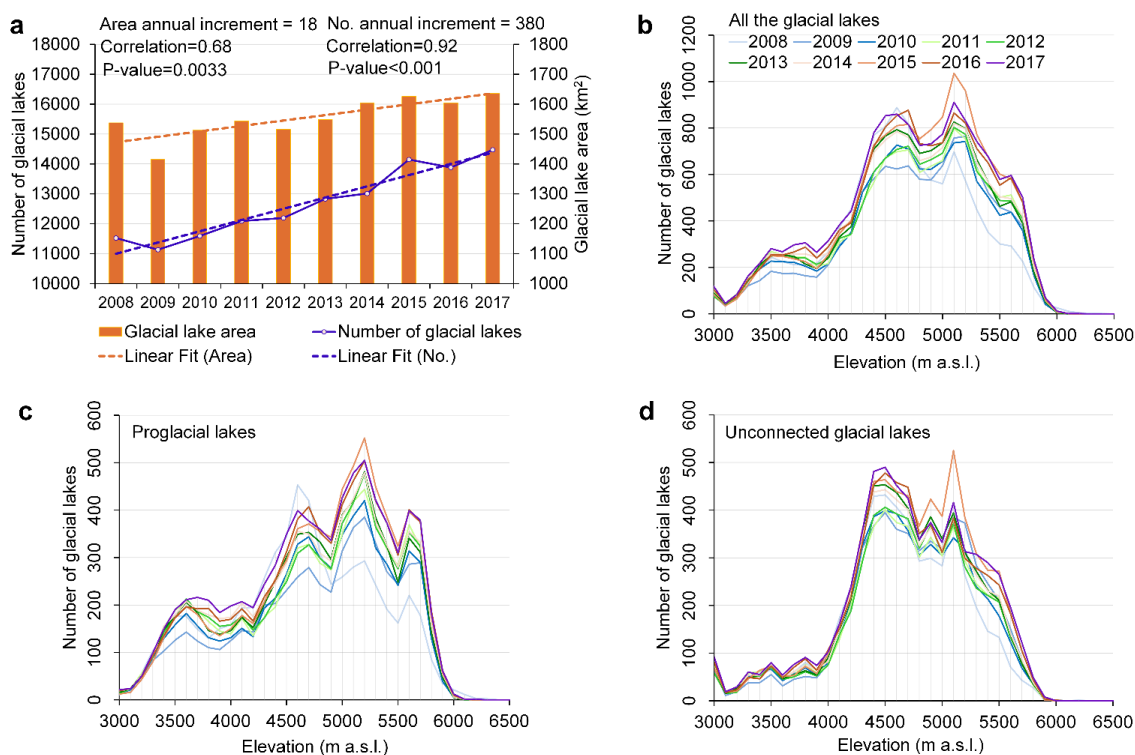 a
Area annual increment = 18
No. annual increment = 380
Correlation=0.68
Correlation=0.92
P-value=0.0033
P-value<0.001
Number of glacial lakes
18000
17000
16000
15000
14000
13000
12000
11000
10000
Glacial lake area (km²)
1800
1700
1600
1500
1400
1300
1200
1100
1000
2008 2009 2010 2011 2012 2013 2014 2015 2016 2017
Glacial lake area
Number of glacial lakes
Linear Fit (Area)
Linear Fit (No.)
b
All the glacial lakes
2008 2009 2010 2011 2012
2013 2014 2015 2016 2017
Number of glacial lakes
1200
1000
800
600
400
200
0
3000 3500 4000 4500 5000 5500 6000 6500
Elevation (m a.s.l.)
c
Proglacial lakes
Number of glacial lakes
600
500
400
300
200
100
0
3000 3500 4000 4500 5000 5500 6000 6500
Elevation (m a.s.l.)
d
Unconnected glacial lakes
Number of glacial lakes
600
500
400
300
200
100
0
3000 3500 4000 4500 5000 5500 6000 6500
Elevation (m a.s.l.)